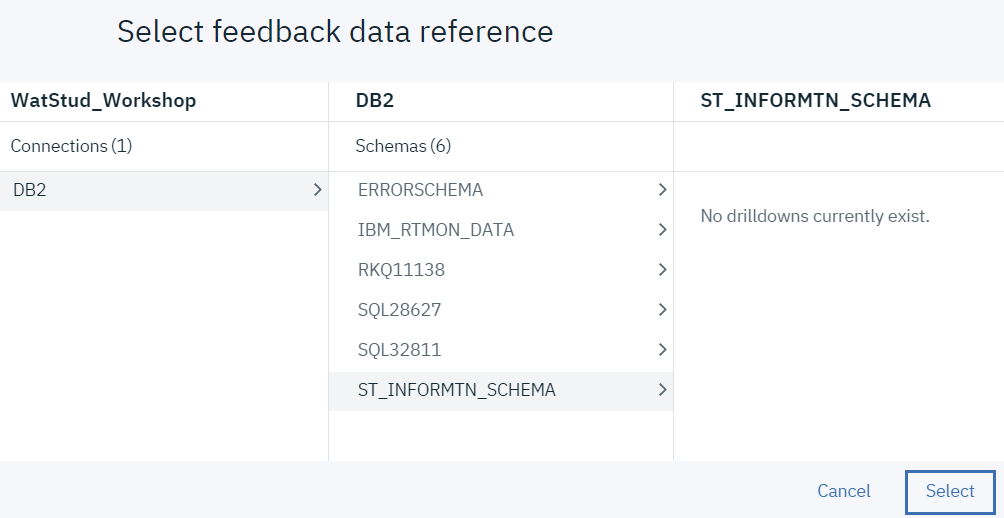 Select feedback data reference
WatStud_Workshop
DB2
ST_INFORMTN_SCHEMA
Connections (1)
Schemas (6)
DB2
ERRORSCHEMA
IBM_RTMON_DATA
RKQ11138
SQL28627
SQL32811
ST_INFORMTN_SCHEMA
No drilldowns currently exist.
Cancel
Select